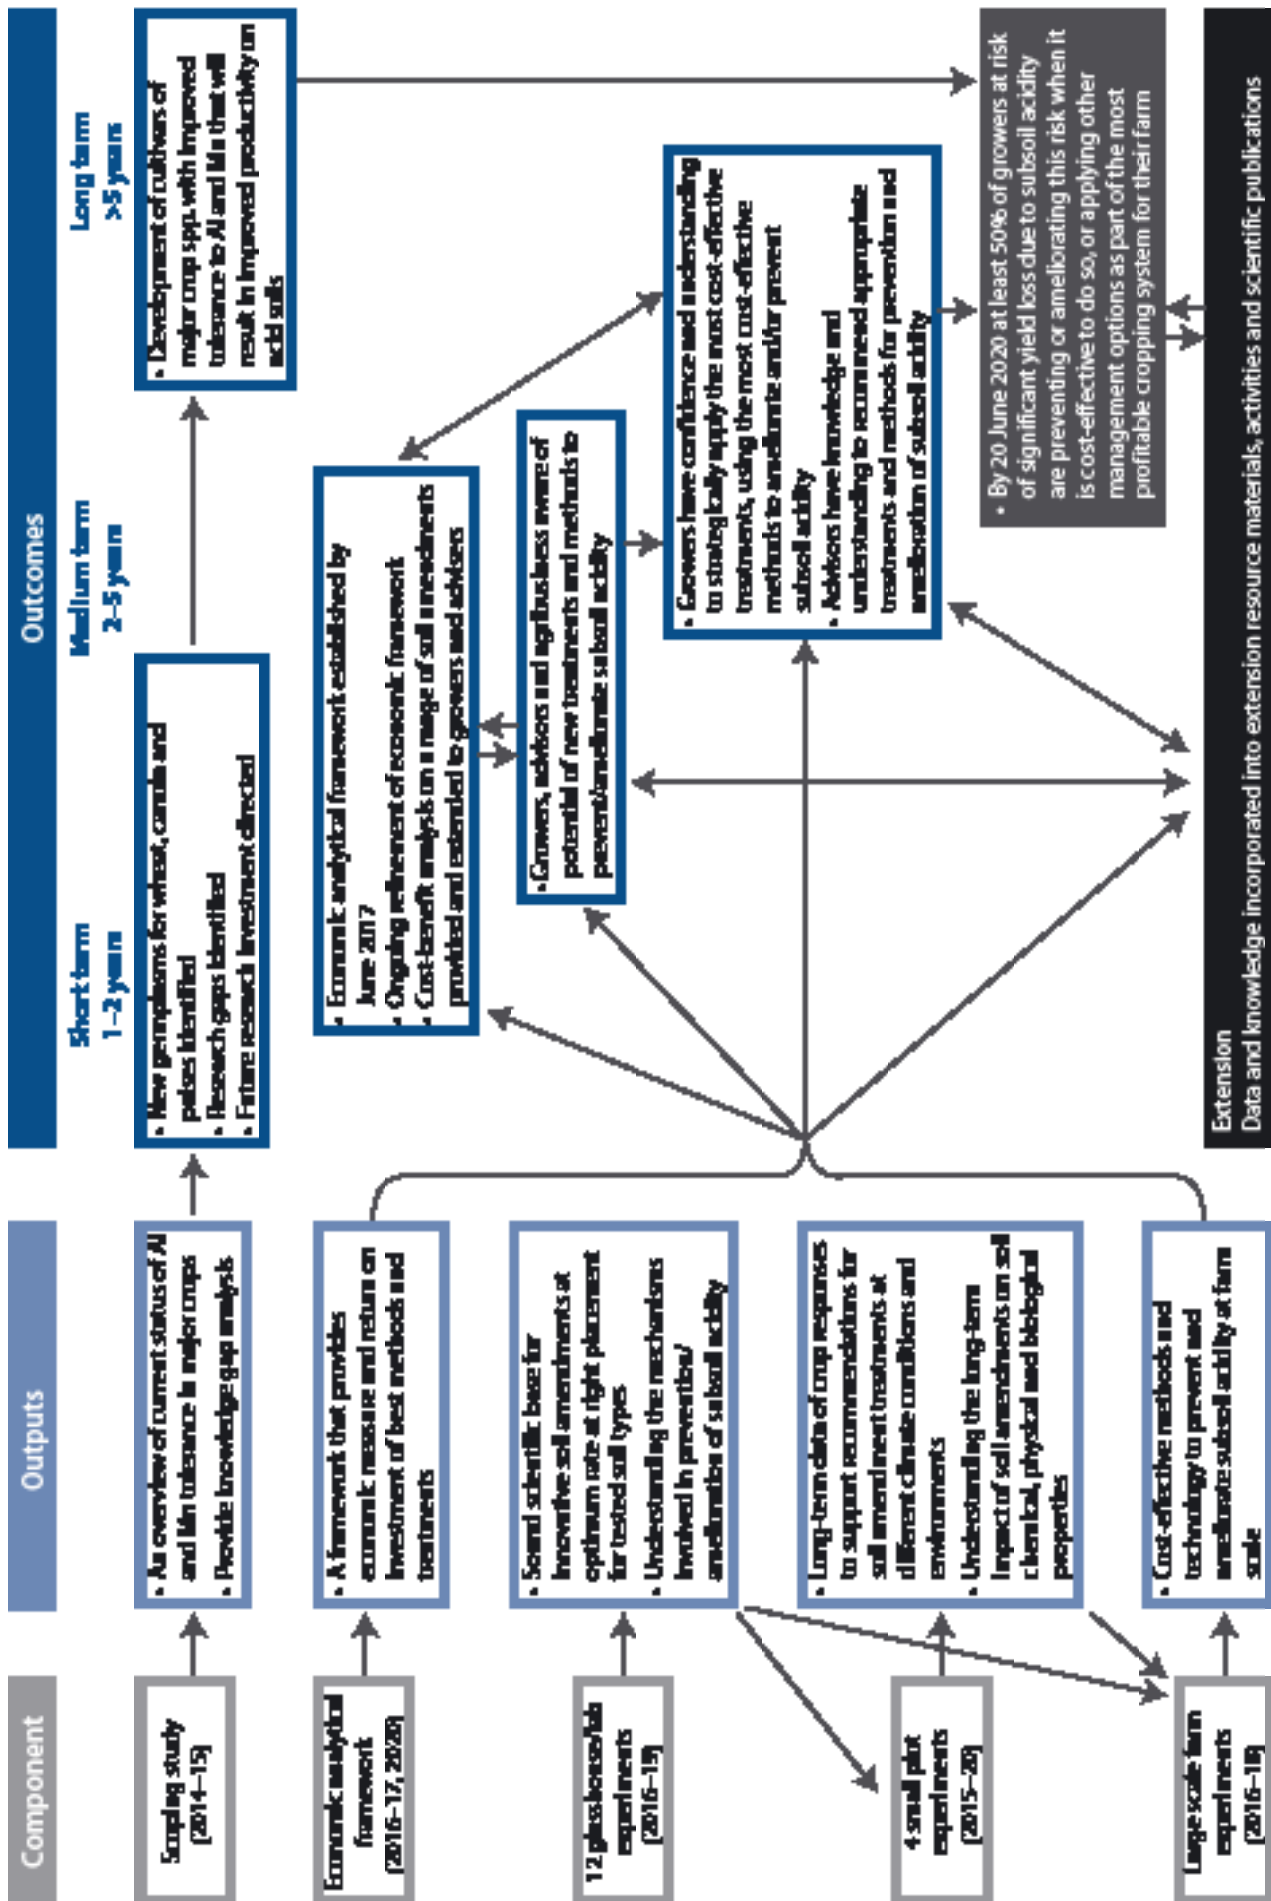 Component
Outputs
Outcomes
Short term
1–2 years
Medium term
2–5 years
Long term
>5 years
Scoping study
(2014–15)
• An overview of current status of Al
and Mn tolerance in major crops
• Provide knowledge gap analysis
• New germplasms for wheat, canola and
pulses identified
• Research gaps identified
• Future research investment directed
• Development of cultivars of
major crop spp. with improved
tolerance to Al and Mn that will
result in improved productivity on
acid soils
Economic analytical
framework
(2016–17, 2020)
• A framework that provides
economic measure and return on
investment of best methods and
treatments
• Economic analytical framework established by
June 2017
• Ongoing refinement of economic framework
• Cost-benefit analysis on a range of soil amendments
provided and extended to growers and advisers
12 glasshouse/lab
experiments
(2016–19)
• Sound scientific base for
innovative soil amendments at
optimum rate at right placement
for tested soil types
• Understanding the mechanisms
involved in prevention/
amelioration of subsoil acidity
• Growers, advisors and agribusiness aware of
potential of new treatments and methods to
prevent/ameliorate subsoil acidity
• Growers have confidence and understanding
to strategically apply the most cost-effective
treatments, using the most cost-effective
methods to ameliorate and/or prevent
subsoil acidity
• Advisors have knowledge and
understanding to recommend appropriate
treatments and methods for prevention and
amelioration of subsoil acidity
4 small plot
experiments
(2015–20)
• Long-term data of crop responses
to support recommendations for
soil amendment treatments at
different climate conditions and
environments
• Understanding the long-term
impact of soil amendments on soil
chemical, physical and biological
properties
• By 20 June 2020 at least 50% of growers at risk
of significant yield loss due to subsoil acidity
are preventing or ameliorating this risk when it
is cost-effective to do so, or applying other
management options as part of the most
profitable cropping system for their farm
Large scale farm
experiments
(2016–18)
• Cost-effective methods and
technology to prevent and
ameliorate subsoil acidity at farm
scale
Extension
Data and knowledge incorporated into extension resource materials, activities and scientific publications